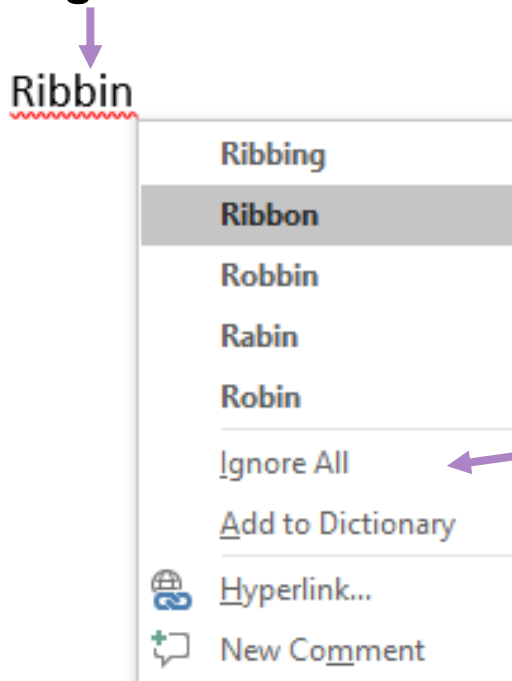 Ribbin
Ribbing
Ribbon
Robbin
Rabin
Robin
Ignore All
Add to Dictionary
Hyperlink...
New Comment